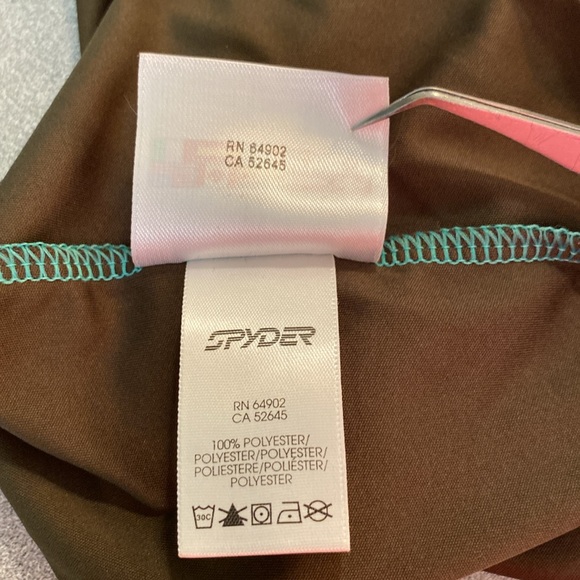 RN 64902
CA 52645
SPYDER
RN 64902
CA 52645
100% POLYESTER/
POLYESTER/POLYESTER/
POLIESTERE/POLIÉSTER/
POLYESTER
30C